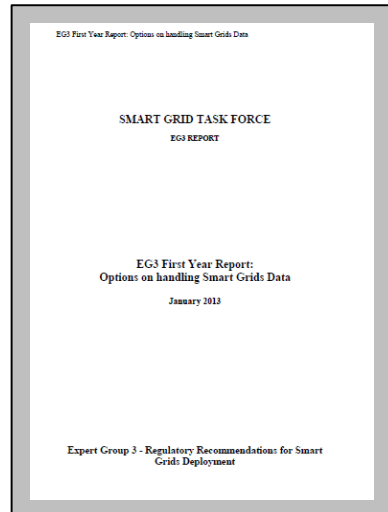 EG3 First Year Report: Options on handling Smart Grids Data
SMART GRID TASK FORCE
EG3 REPORT
EG3 First Year Report:
Options on handling Smart Grids Data
January 2013
Expert Group 3 - Regulatory Recommendations for Smart
Grids Deployment